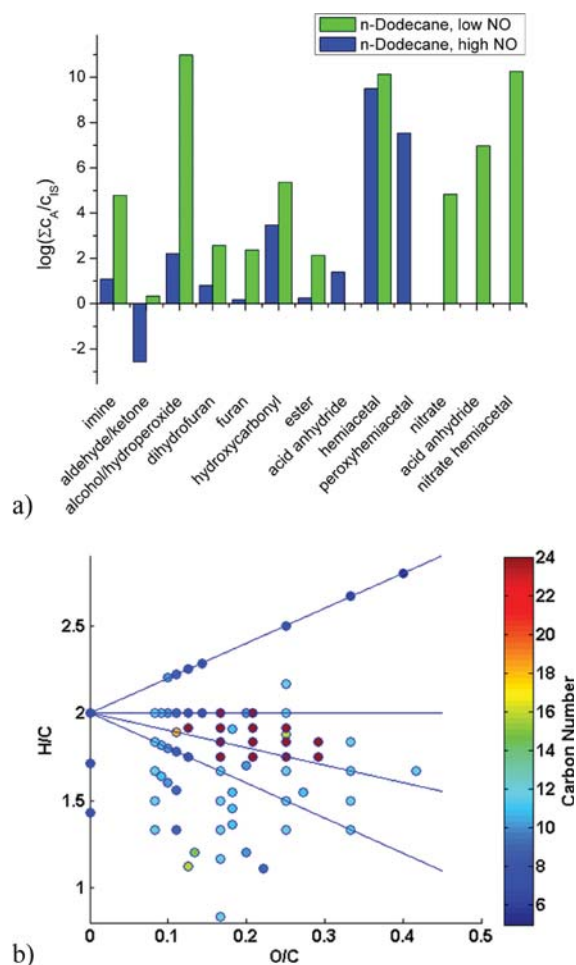 a)
n-Dodecane, low NO
n-Dodecane, high NO
log(Σc_A/c_IS)
10
8
6
4
2
0
-2
imine
aldehyde/ketone
alcohol/hydroperoxide
dihydrofuran
furan
hydroxycarbonyl
ester
acid anhydride
hemiacetal
peroxyhemiacetal
nitrate
acid anhydride
nitrate hemiacetal
b)
H/C
2.5
2
1.5
1
0
0.1
0.2
0.3
0.4
0.5
O/C
24
22
20
18
16
14
12
10
8
6
Carbon Number